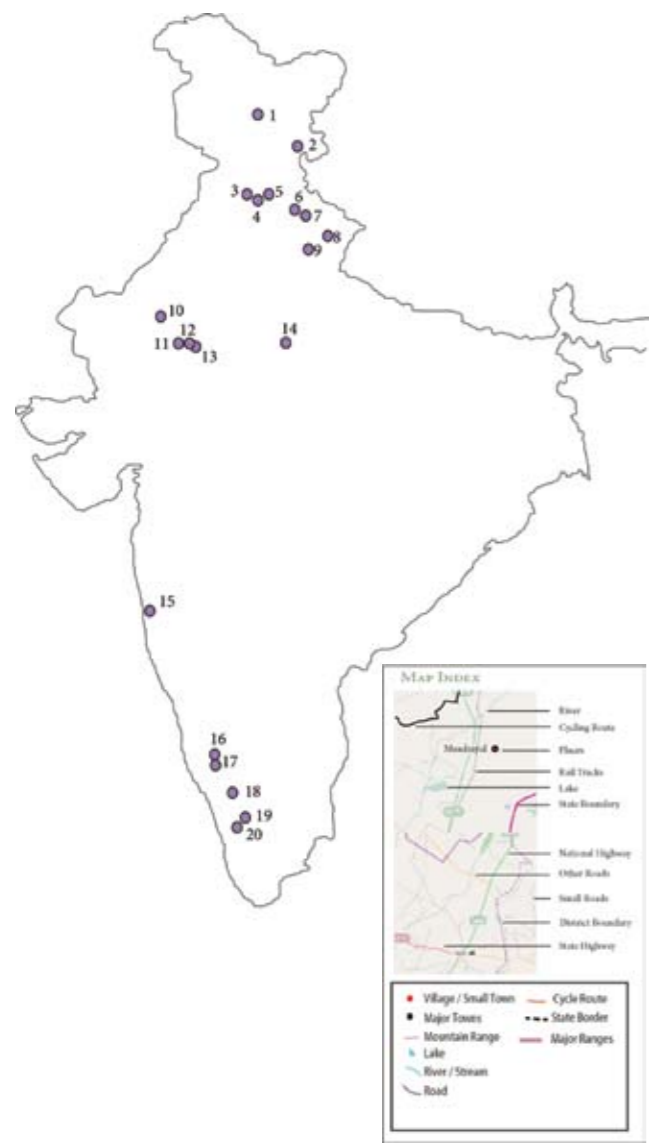 1
2
3
5
4
6
7
8
9
10
11
12
13
14
15
16
17
18
19
20
MAP INDEX
River
Cycling Route
Places
Rail Tracks
Lake
State Boundary
National Highway
Other Roads
Small Roads
District Boundary
State Highway
Village / Small Town
Cycle Route
Major Towns
State Border
Mountain Range
Major Ranges
Lake
River / Stream
Road